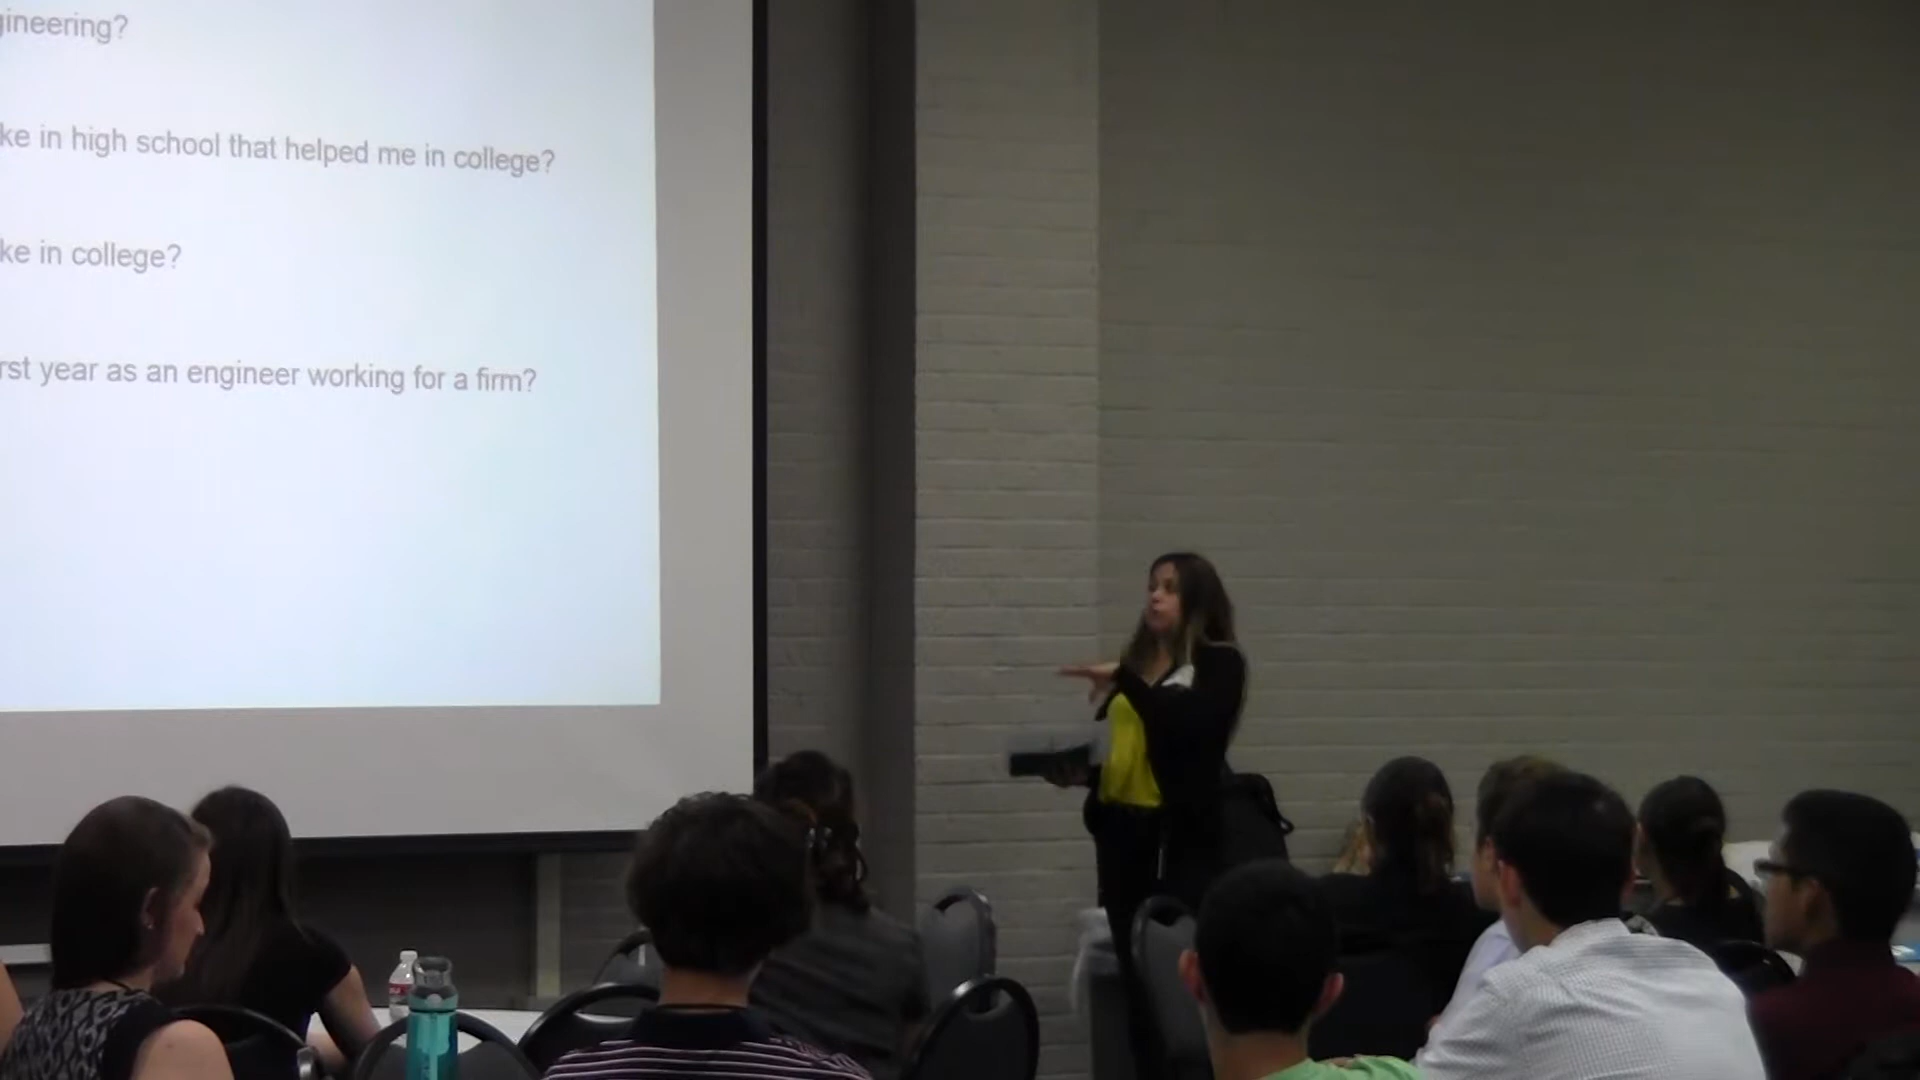 gineering?
ke in high school that helped me in college?
ke in college?
rst year as an engineer working for a firm?